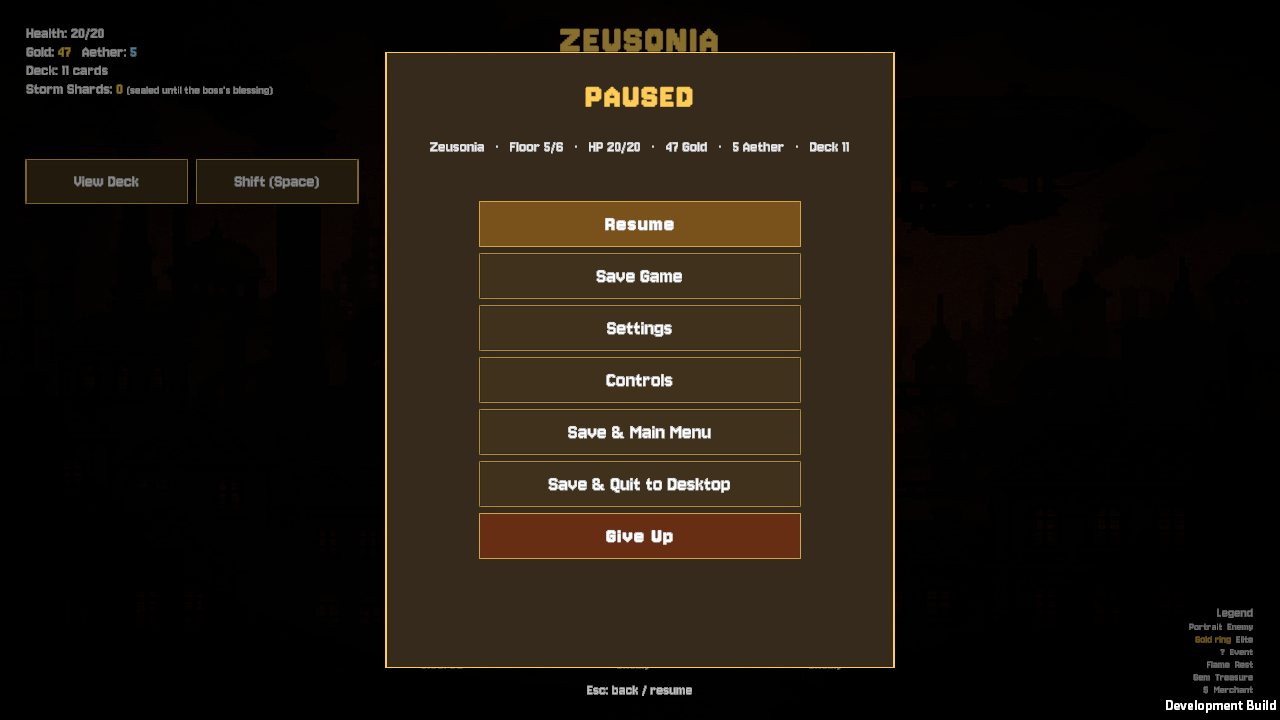 Health: 20/20
Gold: 47 Aether: 5
Deck: 11 cards
Storm Shards: 0 (sealed until the boss's blessing)
View Deck
Shift (Space)
ZEUSONIA
PAUSED
Zeusonia · Floor 5/6 · HP 20/20 · 47 Gold · 5 Aether · Deck 11
Resume
Save Game
Settings
Controls
Save & Main Menu
Save & Quit to Desktop
Give Up
Esc: back / resume
Legend
Portrait Enemy
Gold ring Elite
? Event
Flame Rest
Gem Treasure
$ Merchant
Development Build